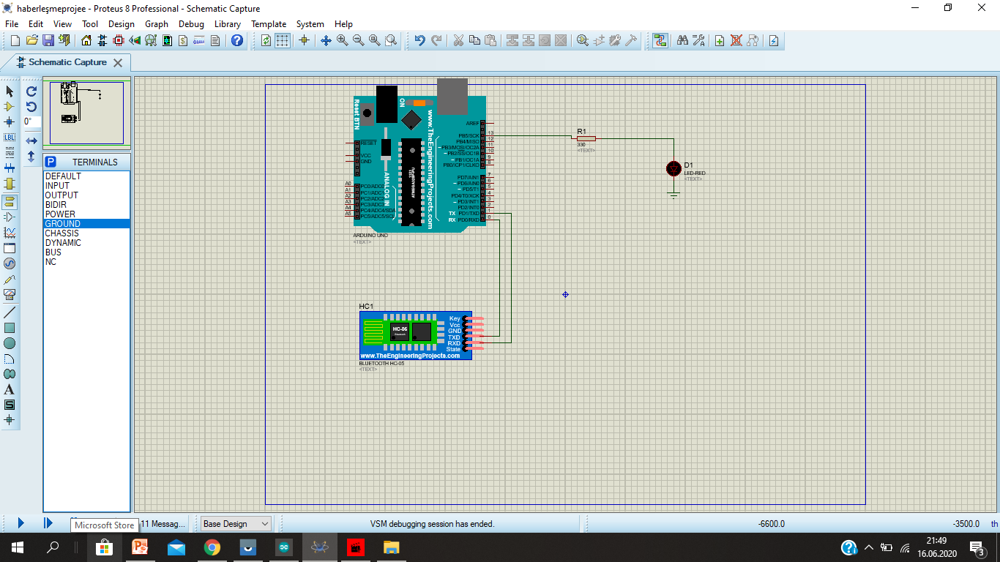 haberleşmeprojee - Proteus 8 Professional - Schematic Capture
File Edit View Tool Design Graph Debug Library Template System Help
Schematic Capture
0°
LBL
P TERMINALS
DEFAULT
INPUT
OUTPUT
BIDIR
POWER
GROUND
CHASSIS
DYNAMIC
BUS
NC
A
S
Reset BTN
ON
www.TheEngineeringProjects.com
ANALOG IN
RESET
VCC
GND
A0 PC0/ADC0
A1 PC1/ADC1
A2 PC2/ADC2
A3 PC3/ADC3
A4 PC4/ADC4/SDA
A5 PC5/ADC5/SCL
AREF
PB5/SCK 13
PB4/MISO 12
~PB3/MOSI/OC2A 11
~PB2/SS/OC1B 10
~PB1/OC1A 9
PB0/ICP1/CLKO 8
PD7/AIN1 7
~PD6/AIN0 6
~PD5/T1 5
PD4/T0/XCK 4
~PD3/INT1 3
PD2/INT0 2
TX PD1/TXD 1
RX PD0/RXD 0
ARDUINO UNO
<TEXT>
R1
330
<TEXT>
D1
LED-RED
<TEXT>
HC1
HC-06
Key
Vcc
GND
TXD
RXD
State
www.TheEngineeringProjects.com
BLUETOOTH HC-05
<TEXT>
Microsoft Store
11 Messag...
Base Design
VSM debugging session has ended.
-6600.0
-3500.0
th
21:49
16.06.2020
3